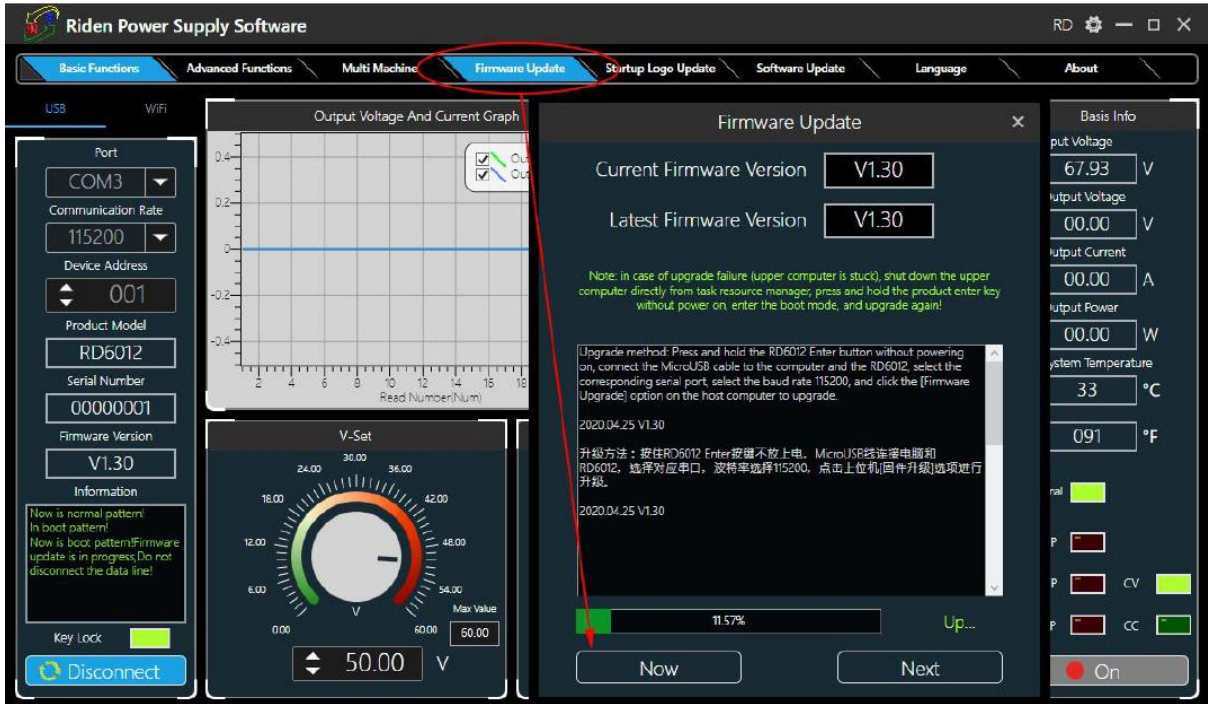 Riden Power Supply Software
RD
Basic Functions
Advanced Functions
Multi Machine
Firmware Update
Startup Logo Update
Software Update
Language
About
USB
WiFi
Port
COM3
Communication Rate
115200
Device Address
001
Product Model
RD6012
Serial Number
00000001
Firmware Version
V1.30
Information
Now is normal pattern!
In boot pattern!
Now is boot pattern!Firmware
update is in progress,Do not
disconnect the data line!
Key Lock
Disconnect
Output Voltage And Current Graph
0.4
0.2
0
-0.2
-0.4
2 4 6 8 10 12 14 16 18
Read Number(Num)
V-Set
0.00
6.00
12.00
18.00
24.00
30.00
36.00
42.00
48.00
54.00
60.00
V
Max Value
60.00
50.00 V
Firmware Update
Current Firmware Version V1.30
Latest Firmware Version V1.30
Note: in case of upgrade failure (upper computer is stuck), shut down the upper
computer directly from task resource manager, press and hold the product enter key
without power on, enter the boot mode, and upgrade again!
Upgrade method: Press and hold the RD6012 Enter button without powering
on, connect the MicroUSB cable to the computer and the RD6012, select the
corresponding serial port, select the baud rate 115200, and click the [Firmware
Upgrade] option on the host computer to upgrade.
2020.04.25 V1.30
升级方法：按住RD6012 Enter按键不放上电，MicroUSB线连接电脑和
RD6012，选择对应串口，波特率选择115200，点击上位机[固件升级]选项进行
升级。
2020.04.25 V1.30
11.57%
Up...
Now
Next
Basis Info
put Voltage
67.93 V
utput Voltage
00.00 V
utput Current
00.00 A
utput Power
00.00 W
ystem Temperature
33 °C
091 °F
nal
P
P CV
P CC
On